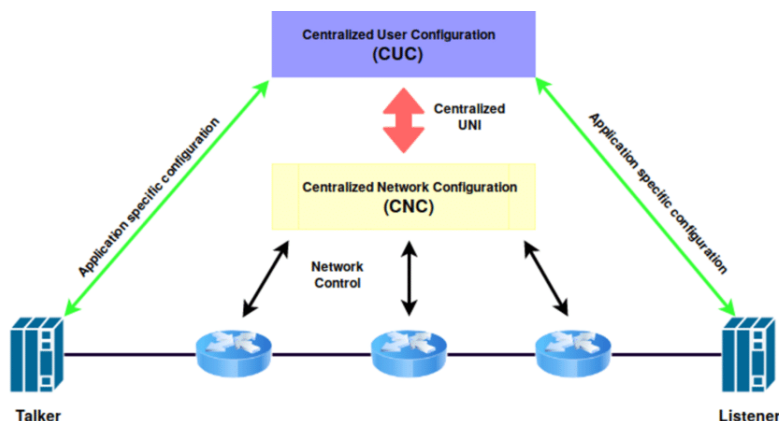 Centralized User Configuration
(CUC)
Centralized
UNI
Application specific configuration
Application specific configuration
Centralized Network Configuration
(CNC)
Network
Control
Talker
Listener